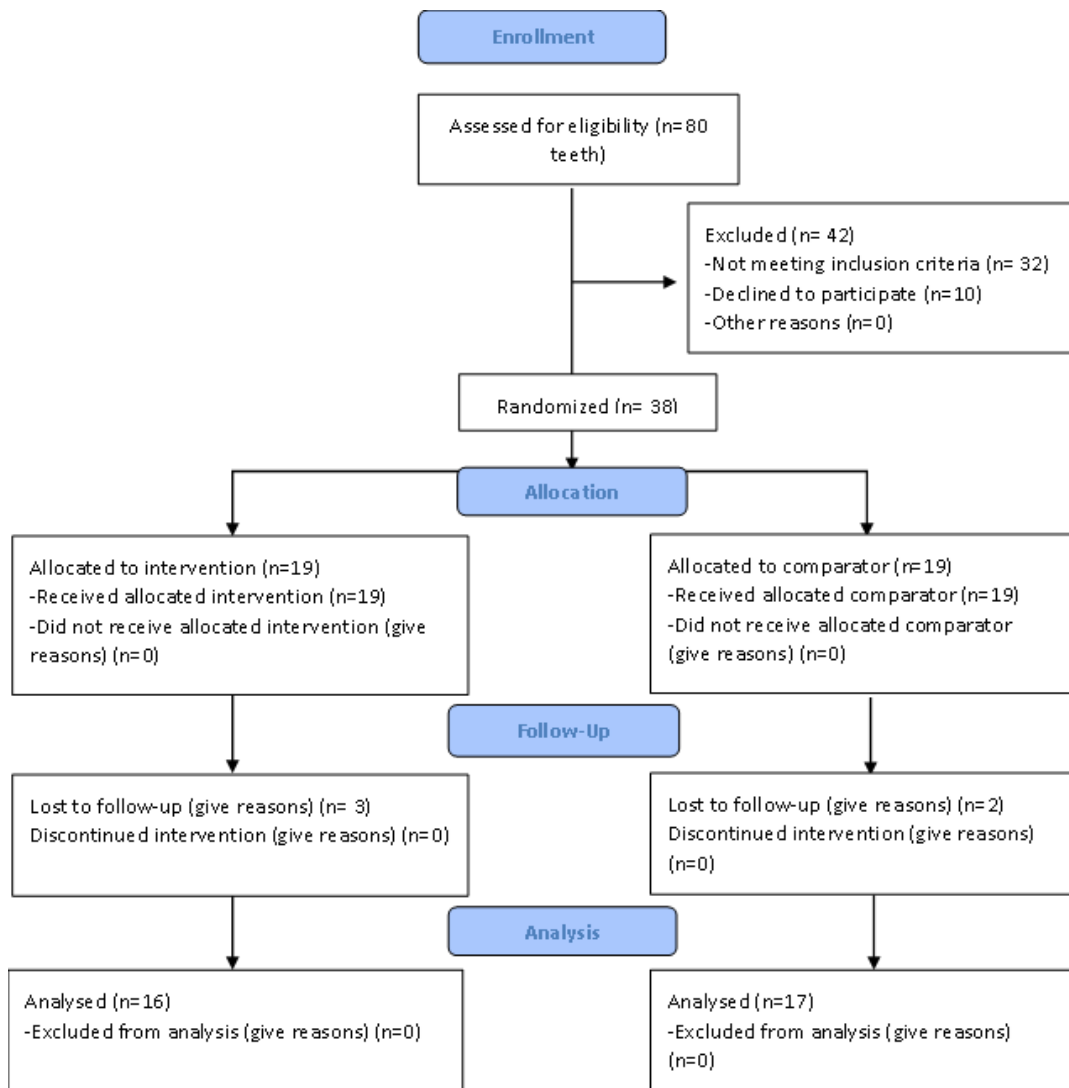 Enrollment
Assessed for eligibility (n=80
teeth)
Excluded (n= 42)
-Not meeting inclusion criteria (n= 32)
-Declined to participate (n=10)
-Other reasons (n=0)
Randomized (n= 38)
Allocation
Allocated to intervention (n=19)
-Received allocated intervention (n=19)
-Did not receive allocated intervention (give
reasons) (n=0)
Allocated to comparator (n=19)
-Received allocated comparator (n=19)
-Did not receive allocated comparator
(give reasons) (n=0)
Follow-Up
Lost to follow-up (give reasons) (n= 3)
Discontinued intervention (give reasons) (n=0)
Lost to follow-up (give reasons) (n=2)
Discontinued intervention (give reasons)
(n=0)
Analysis
Analysed (n=16)
-Excluded from analysis (give reasons) (n=0)
Analysed (n=17)
-Excluded from analysis (give reasons)
(n=0)